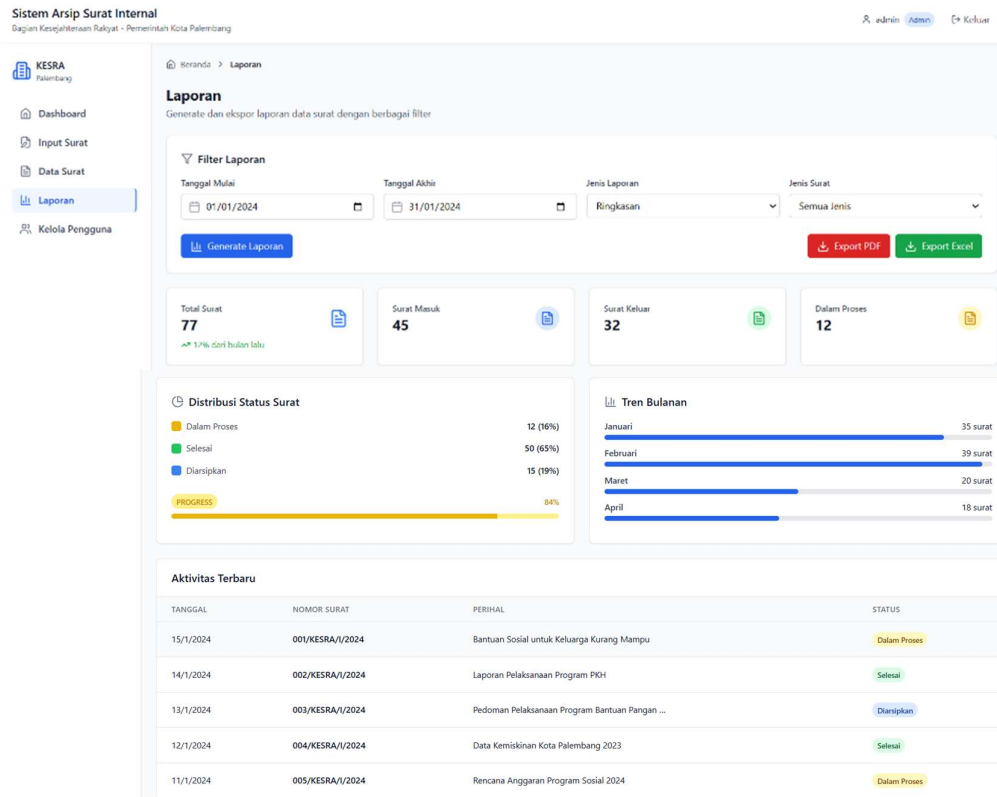 Sistem Arsip Surat Internal
Bagian Kesejahteraan Rakyat - Pemerintah Kota Palembang
admin Admin Keluar
KESRA
Palembang
Dashboard
Input Surat
Data Surat
Laporan
Kelola Pengguna
Beranda > Laporan
Laporan
Generate dan ekspor laporan data surat dengan berbagai filter
Filter Laporan
Tanggal Mulai Tanggal Akhir Jenis Laporan Jenis Surat
01/01/2024 31/01/2024 Ringkasan Semua Jenis
Generate Laporan Export PDF Export Excel
Total Surat Surat Masuk Surat Keluar Dalam Proses
77 45 32 12
12% dari bulan lalu
Distribusi Status Surat
Dalam Proses 12 (16%)
Selesai 50 (65%)
Diarsipkan 15 (19%)
PROGRESS 84%
Tren Bulanan
Januari 35 surat
Februari 39 surat
Maret 20 surat
April 18 surat
Aktivitas Terbaru
TANGGAL NOMOR SURAT PERIHAL STATUS
15/1/2024 001/KESRA/I/2024 Bantuan Sosial untuk Keluarga Kurang Mampu Dalam Proses
14/1/2024 002/KESRA/I/2024 Laporan Pelaksanaan Program PKH Selesai
13/1/2024 003/KESRA/I/2024 Pedoman Pelaksanaan Program Bantuan Pangan ... Diarsipkan
12/1/2024 004/KESRA/I/2024 Data Kemiskinan Kota Palembang 2023 Selesai
11/1/2024 005/KESRA/I/2024 Rencana Anggaran Program Sosial 2024 Dalam Proses